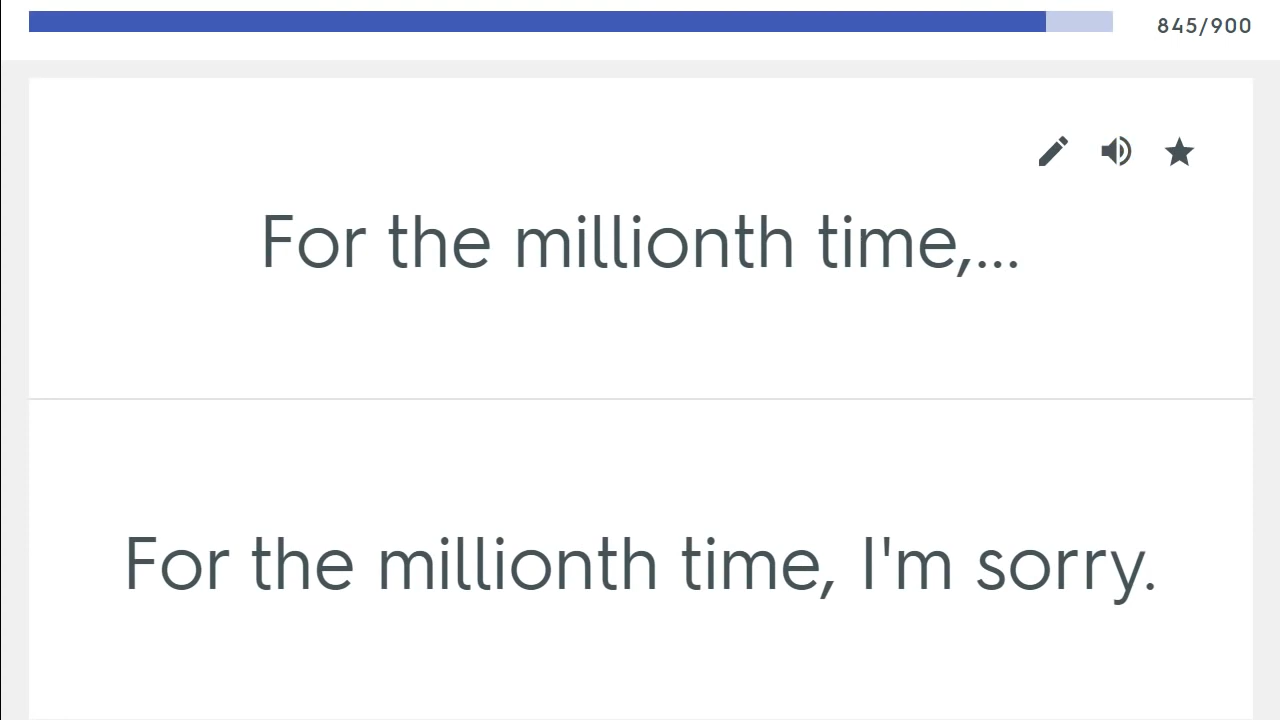 845/900
For the millionth time,...
For the millionth time, I'm sorry.